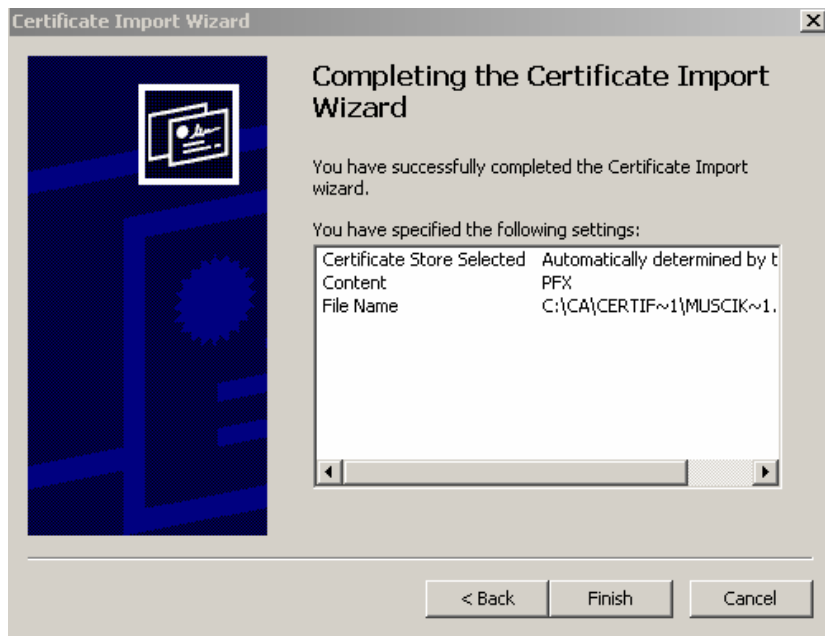 Certificate Import Wizard
Completing the Certificate Import
Wizard
You have successfully completed the Certificate Import
wizard.
You have specified the following settings:
Certificate Store Selected Automatically determined by t
Content PFX
File Name C:\CA\CERTIF~1\MUSCIK~1.
< Back Finish Cancel